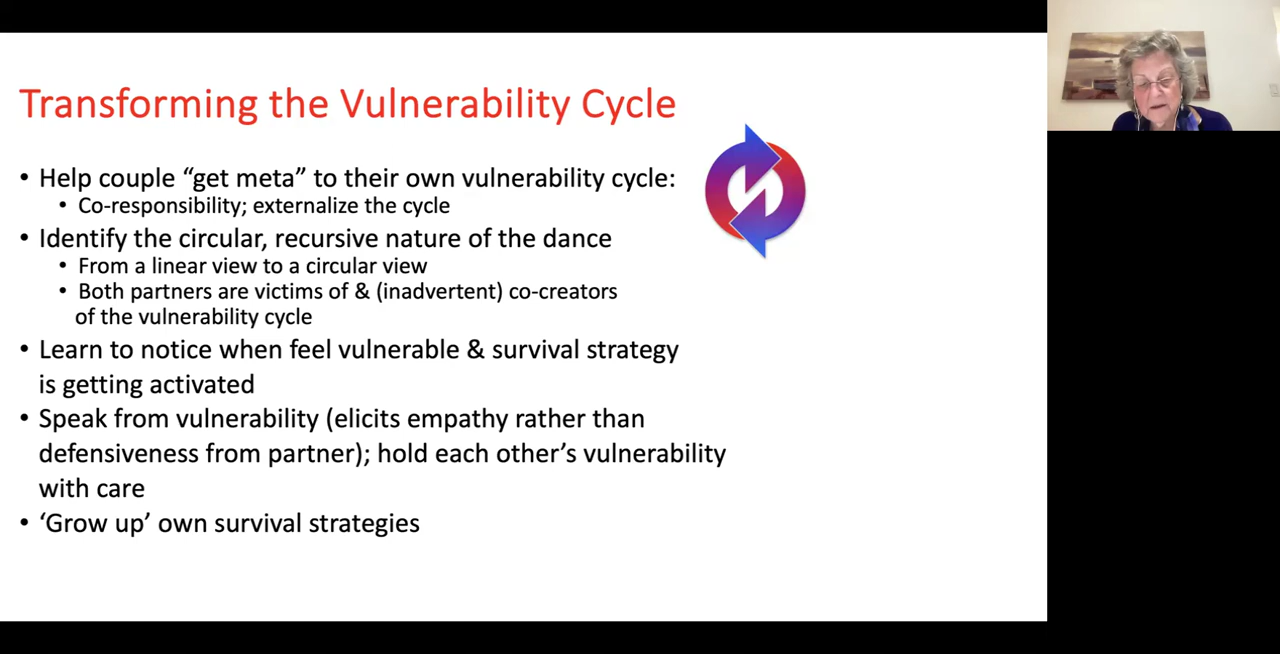 Transforming the Vulnerability Cycle
• Help couple “get meta” to their own vulnerability cycle:
• Co-responsibility; externalize the cycle
• Identify the circular, recursive nature of the dance
• From a linear view to a circular view
• Both partners are victims of & (inadvertent) co-creators
of the vulnerability cycle
• Learn to notice when feel vulnerable & survival strategy
is getting activated
• Speak from vulnerability (elicits empathy rather than
defensiveness from partner); hold each other’s vulnerability
with care
• ‘Grow up’ own survival strategies